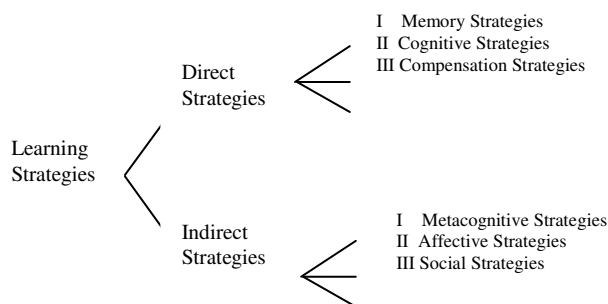 I Memory Strategies
II Cognitive Strategies
III Compensation Strategies
Direct
Strategies
Learning
Strategies
I Metacognitive Strategies
II Affective Strategies
III Social Strategies
Indirect
Strategies